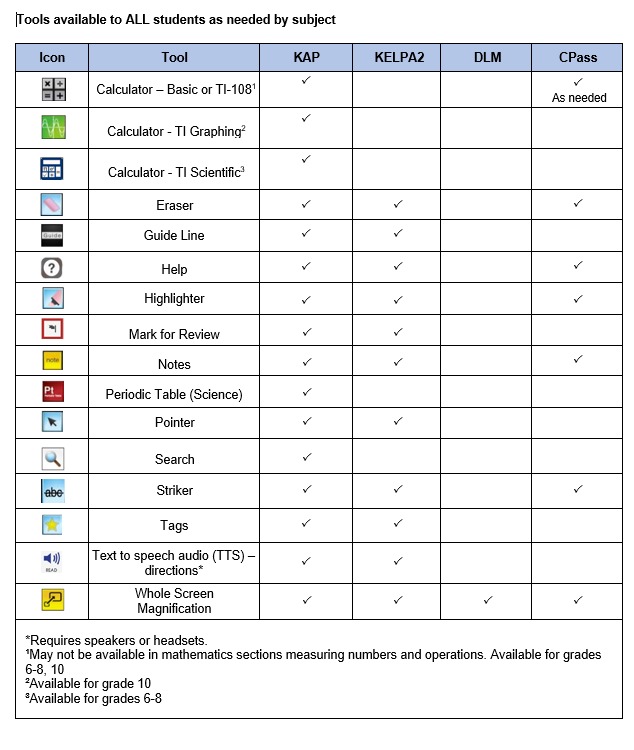 Tools available to ALL students as needed by subject
Icon Tool KAP KELPA2 DLM CPass
Calculator – Basic or TI-108¹ ✓ ✓
As needed
Calculator - TI Graphing² ✓
Calculator - TI Scientific³ ✓
Eraser ✓ ✓ ✓
Guide Guide Line ✓ ✓
? Help ✓ ✓ ✓
Highlighter ✓ ✓ ✓
Mark for Review ✓ ✓
note Notes ✓ ✓ ✓
Pt Periodic Table (Science) ✓
Pointer ✓ ✓
Search ✓
abc Striker ✓ ✓ ✓
Tags ✓ ✓
READ Text to speech audio (TTS) –
directions* ✓ ✓
Whole Screen
Magnification ✓ ✓ ✓ ✓
*Requires speakers or headsets.
¹May not be available in mathematics sections measuring numbers and operations. Available for grades
6-8, 10
²Available for grade 10
³Available for grades 6-8